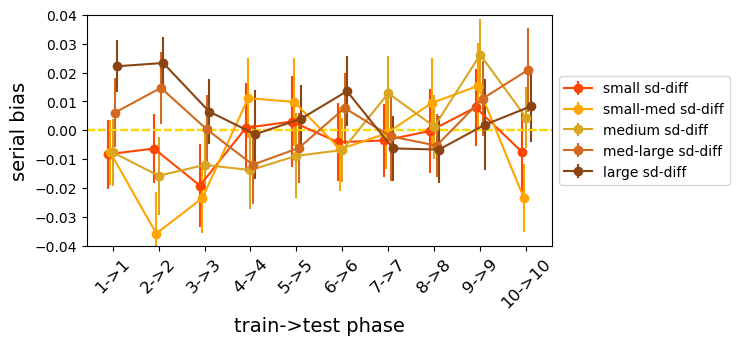 serial bias
0.04
0.03
0.02
0.01
0.00
−0.01
−0.02
−0.03
−0.04
1->1
2->2
3->3
4->4
5->5
6->6
7->7
8->8
9->9
10->10
train->test phase
small sd-diff
small-med sd-diff
medium sd-diff
med-large sd-diff
large sd-diff